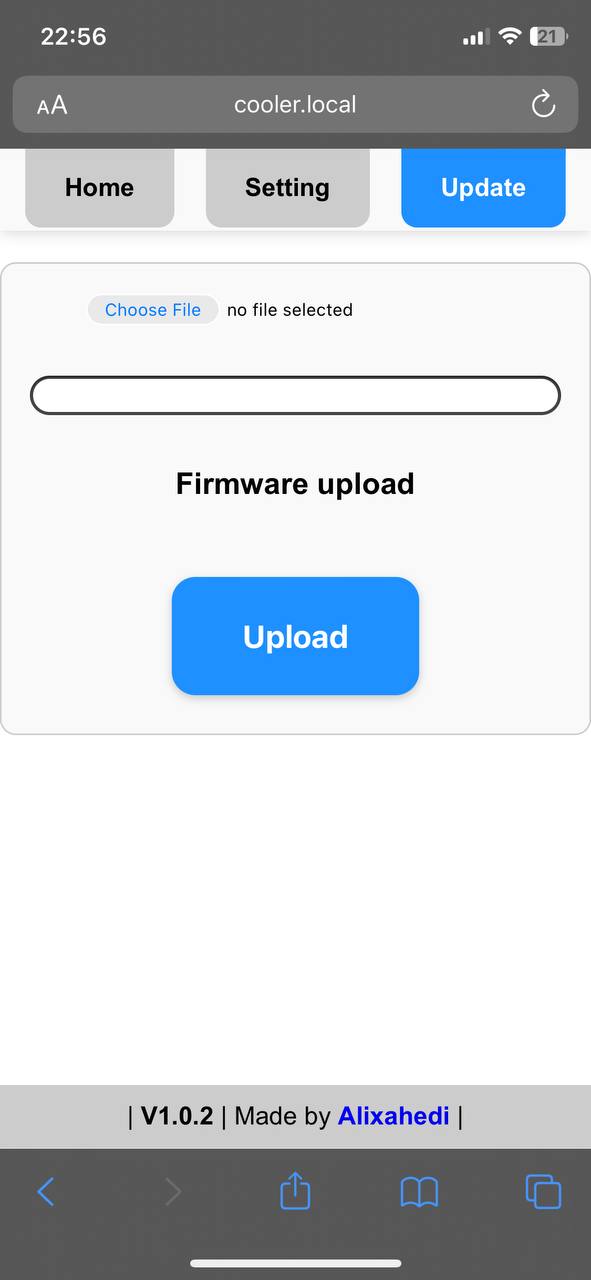 22:56
21
AA
cooler.local
Home
Setting
Update
Choose File no file selected
Firmware upload
Upload
| V1.0.2 | Made by Alixahedi |